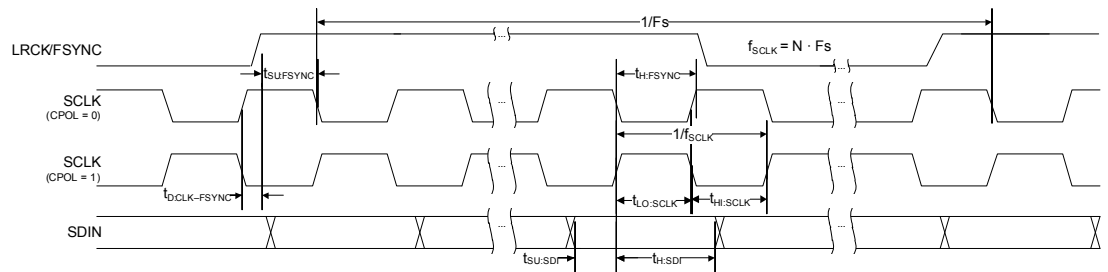 1/Fs
LRCK/FSYNC
...
...
fSCLK = N · Fs
tSU:FSYNC
tH:FSYNC
...
SCLK
(CPOL = 0)
...
...
1/fSCLK
SCLK
(CPOL = 1)
...
...
tD:CLK–FSYNC
tLO:SCLK
tHI:SCLK
SDIN
...
...
tSU:SDI
tH:SDI